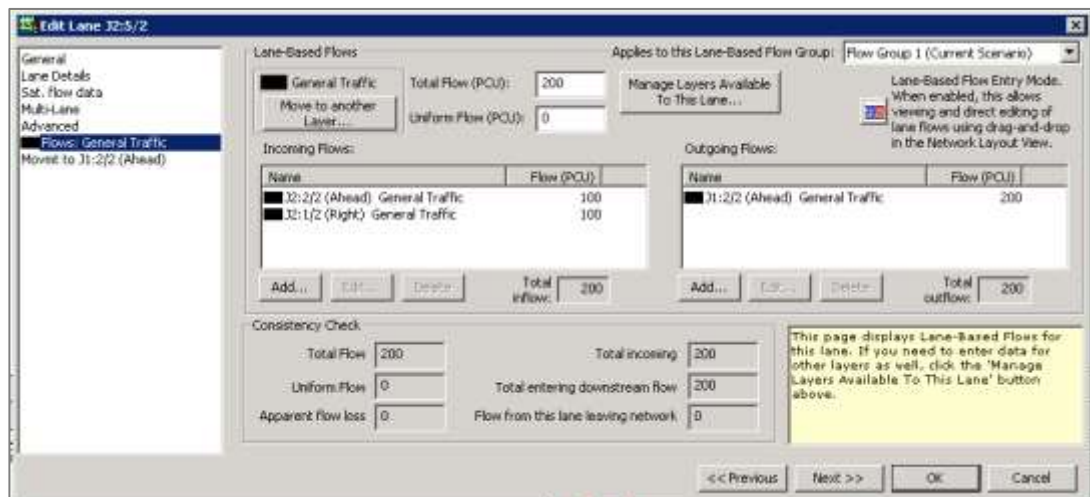 Edit Lane J2:5/2
General
Lane Details
Sat. flow data
Multi-Lane
Advanced
Flows: General Traffic
Movmt to J1:2/2 (Ahead)
Lane-Based Flows
Applies to this Lane-Based Flow Group:
Flow Group 1 (Current Scenario)
General Traffic
Move to another
Layer...
Total Flow (PCU):
200
Uniform Flow (PCU):
0
Manage Layers Available
To This Lane...
Lane-Based Flow Entry Mode.
When enabled, this allows
viewing and direct editing of
lane flows using drag-and-drop
in the Network Layout View.
Incoming Flows:
Name Flow (PCU)
J2:2/2 (Ahead) General Traffic 100
J2:1/2 (Right) General Traffic 100
Add...
Edit...
Delete
Total
inflow:
200
Outgoing Flows:
Name Flow (PCU)
J1:2/2 (Ahead) General Traffic 200
Add...
Edit...
Delete
Total
outflow:
200
Consistency Check
Total Flow 200
Uniform Flow 0
Apparent flow loss 0
Total incoming 200
Total entering downstream flow 200
Flow from this lane leaving network 0
This page displays Lane-Based Flows for
this lane. If you need to enter data for
other layers as well, click the 'Manage
Layers Available To This Lane' button
above.
<< Previous
Next >>
OK
Cancel